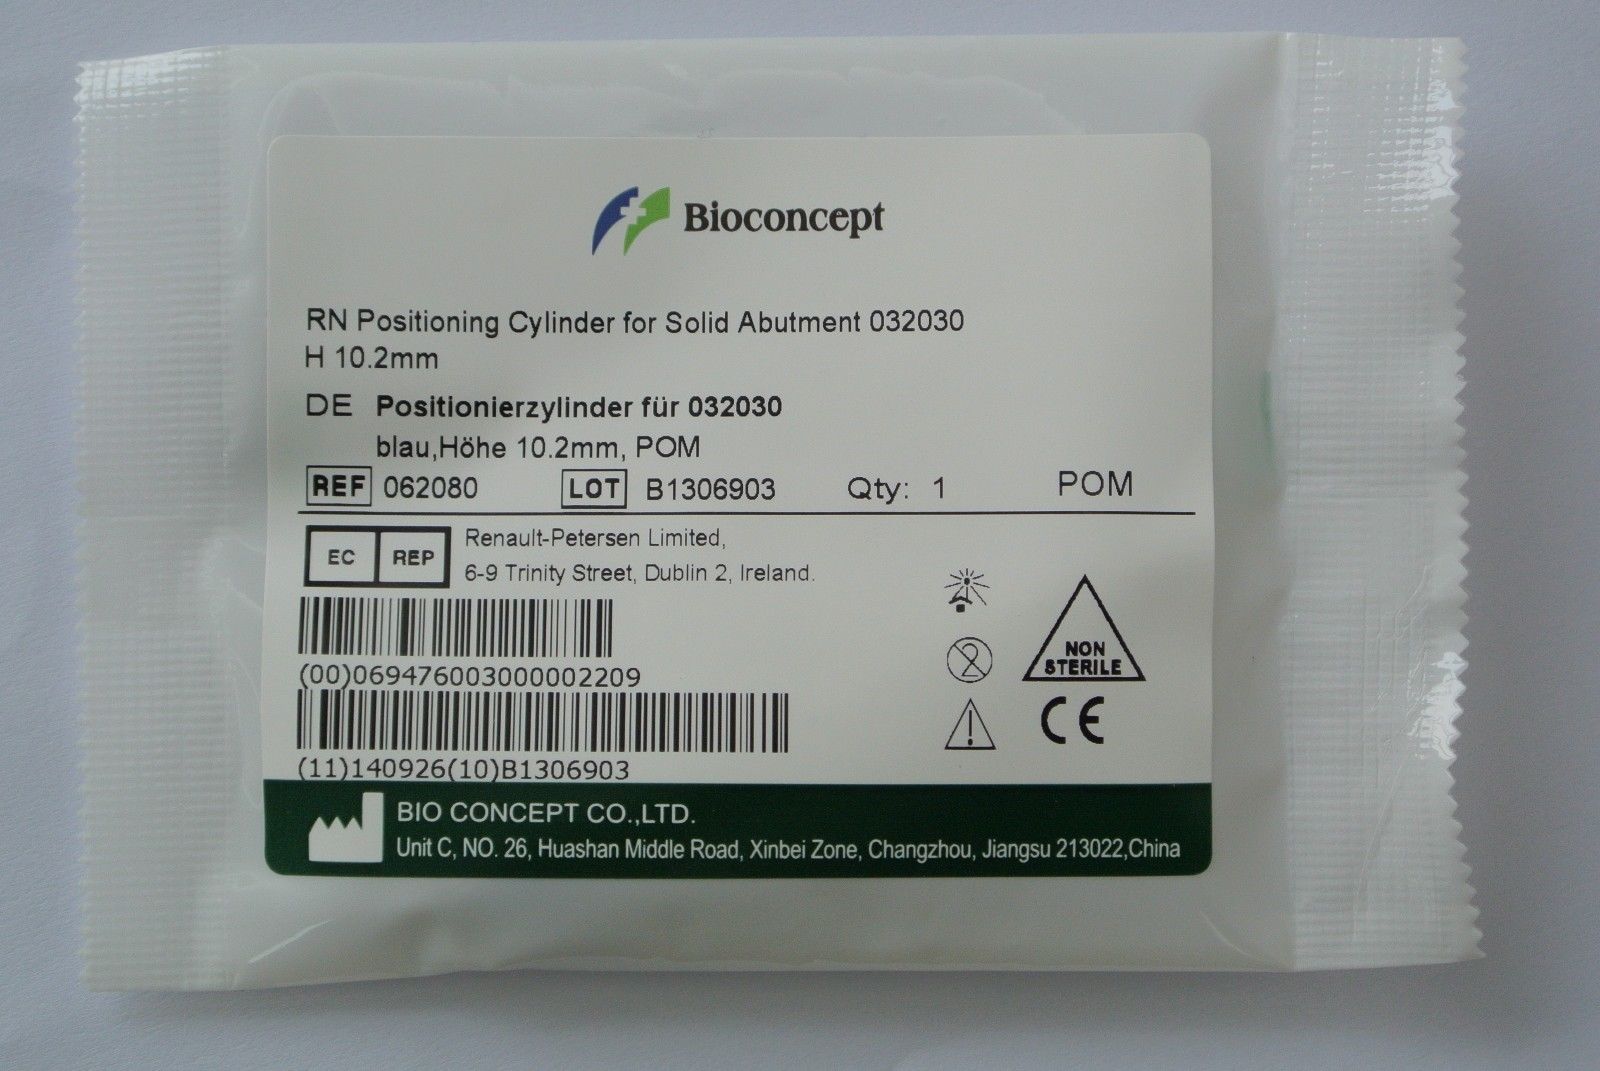 Bioconcept
RN Positioning Cylinder for Solid Abutment 032030
H 10.2mm
DE Positionierzylinder für 032030
blau,Höhe 10.2mm, POM
REF 062080 LOT B1306903 Qty: 1 POM
EC REP Renault-Petersen Limited,
6-9 Trinity Street, Dublin 2, Ireland.
(00)069476003000002209
2
NON
STERILE
CE
(11)140926(10)B1306903
BIO CONCEPT CO.,LTD.
Unit C, NO. 26, Huashan Middle Road, Xinbei Zone, Changzhou, Jiangsu 213022,China